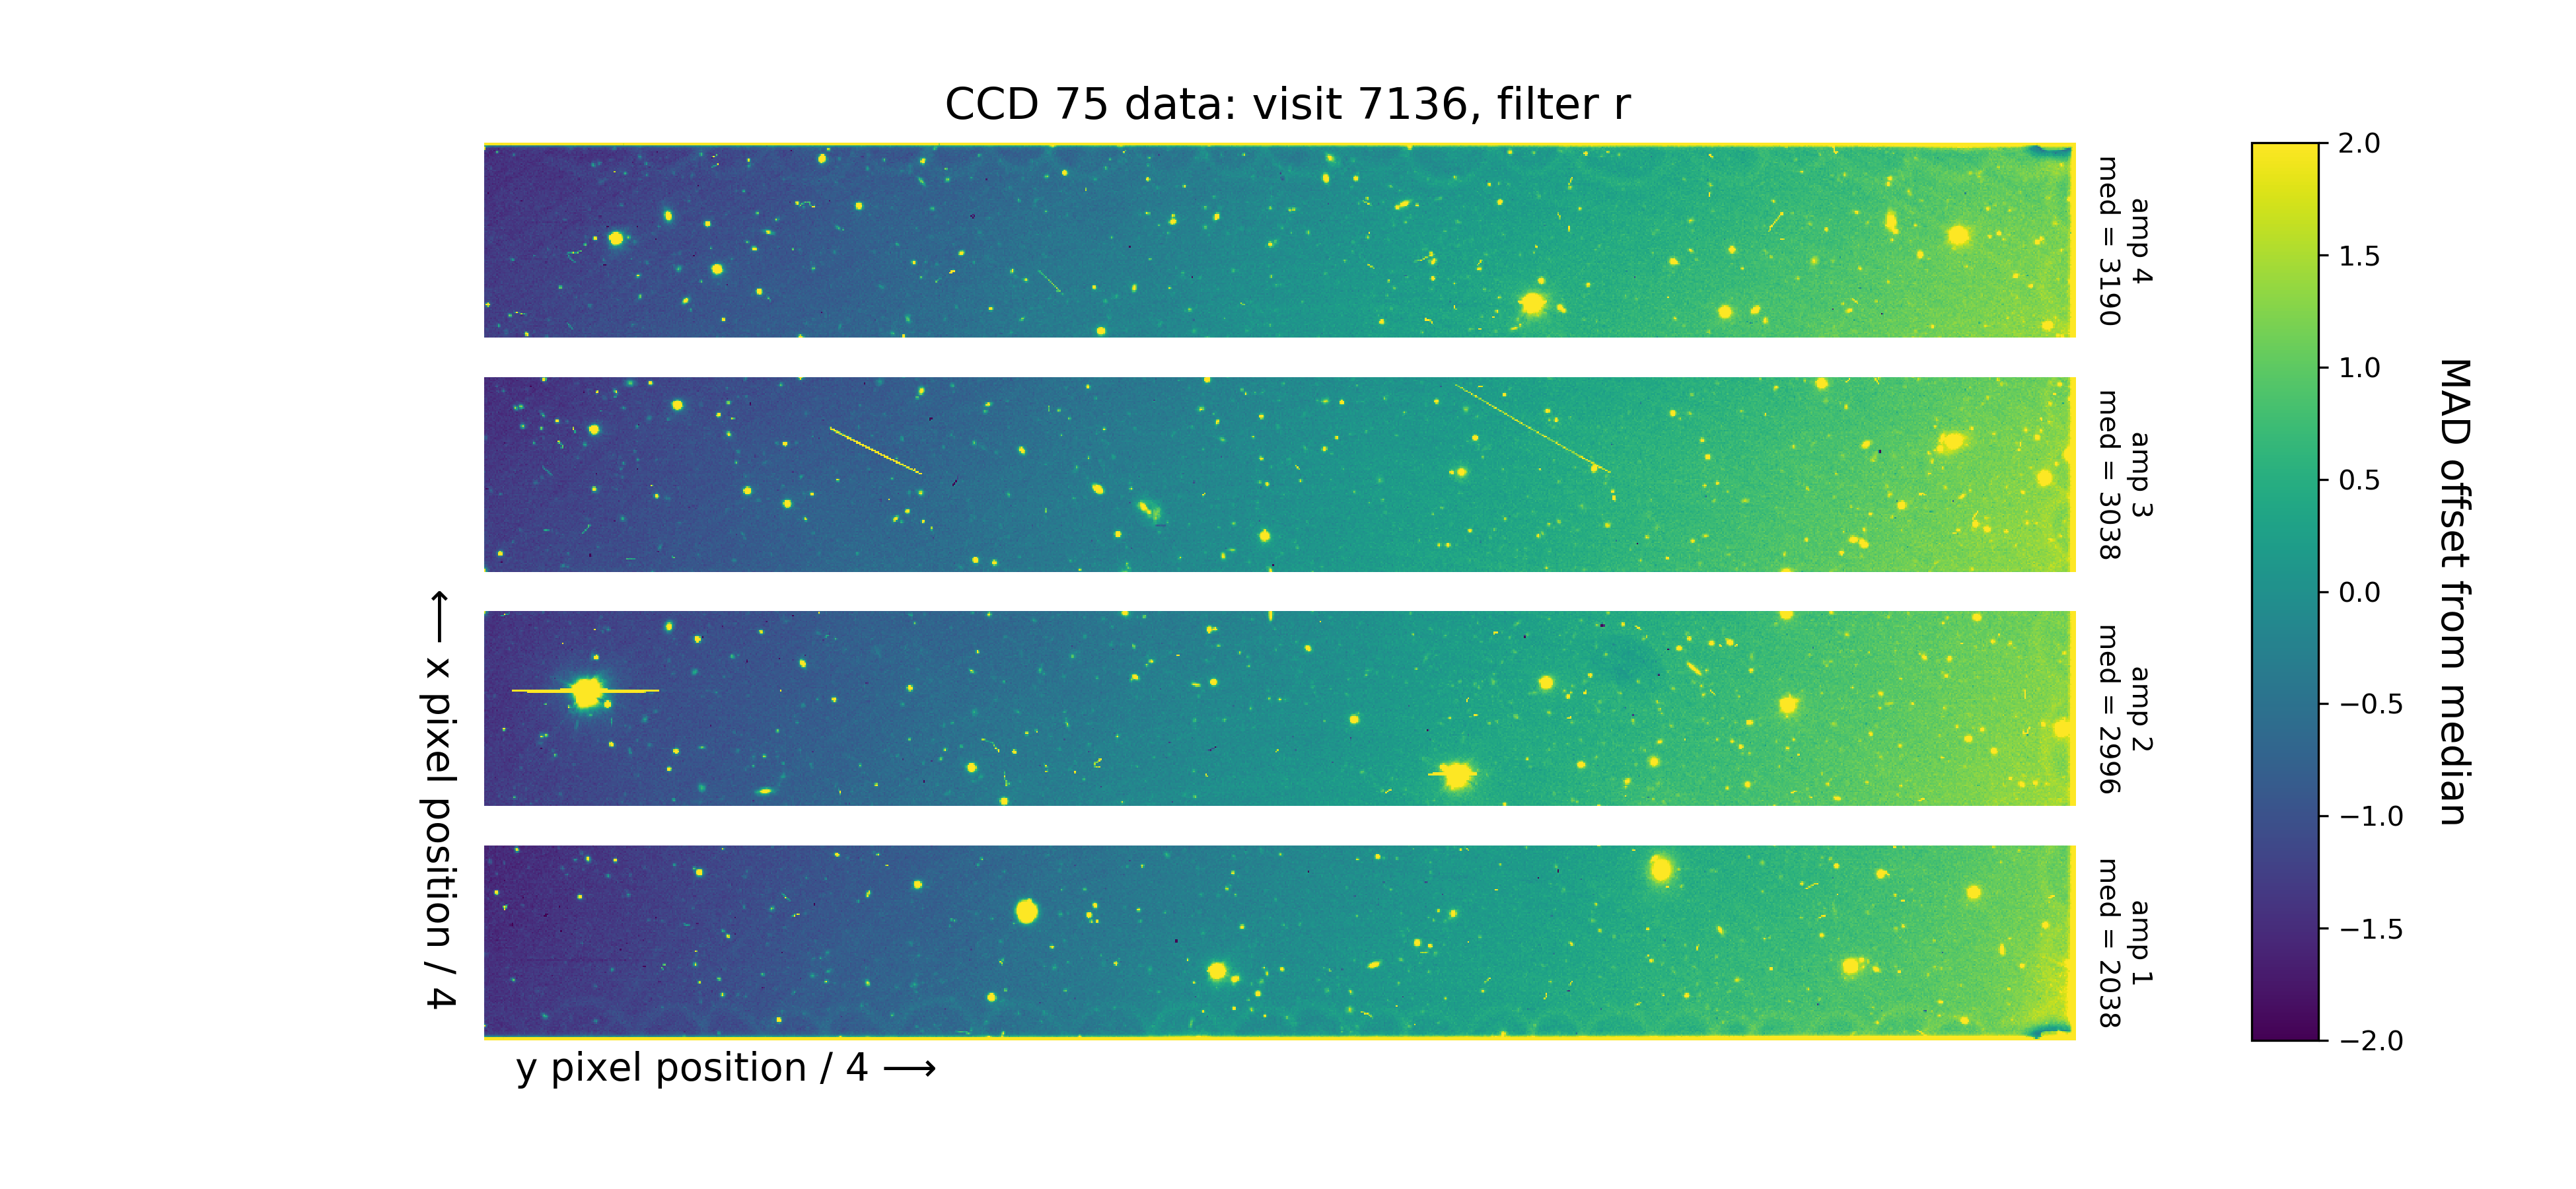 CCD 75 data: visit 7136, filter r
amp 4
med = 3190
amp 3
med = 3038
amp 2
med = 2996
amp 1
med = 2038
⟵ x pixel position / 4
y pixel position / 4 ⟶
2.0
1.5
1.0
0.5
0.0
−0.5
−1.0
−1.5
−2.0
MAD offset from median